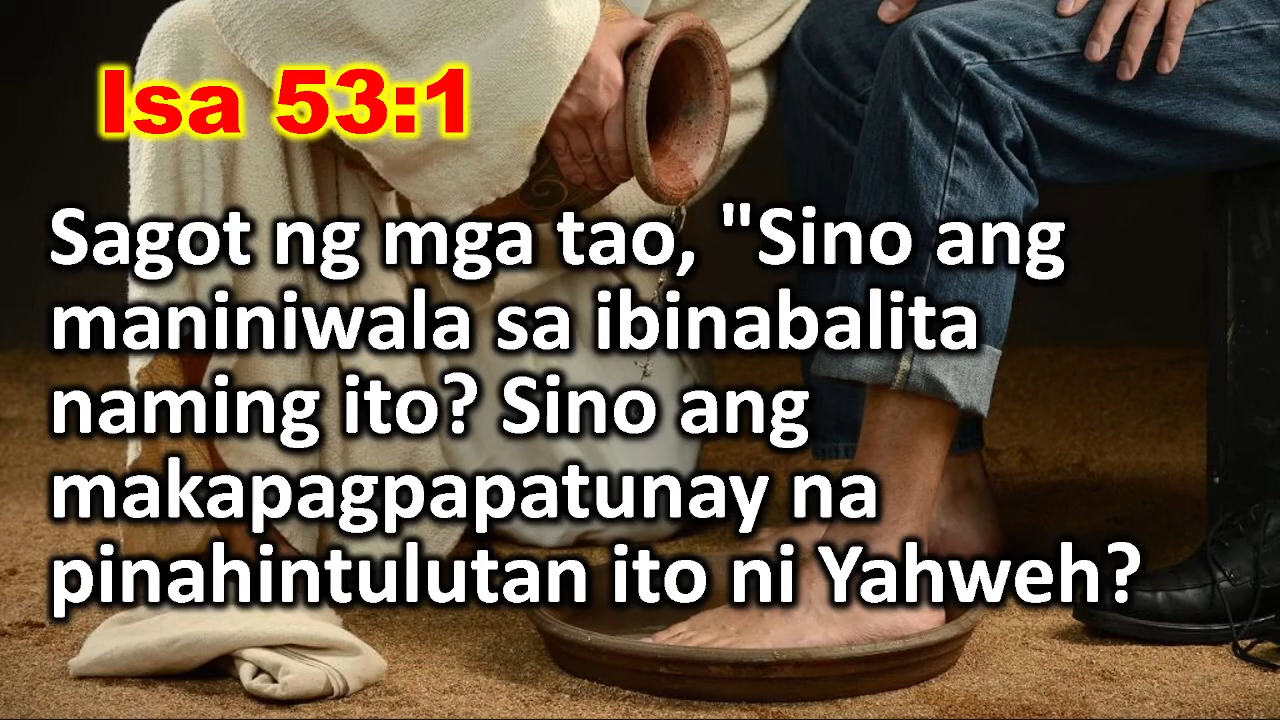 Isa 53:1
Sagot ng mga tao, "Sino ang
maniniwala sa ibinabalita
naming ito? Sino ang
makapagpapatunay na
pinahintulutan ito ni Yahweh?